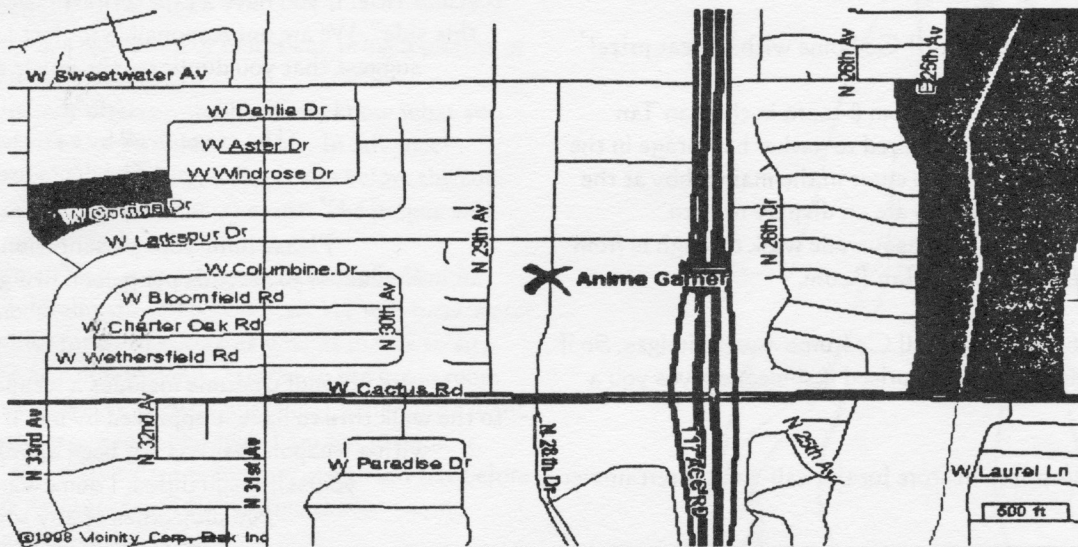 N 28th Av
E 26th Av
W Sweetwater Av
W Dahlia Dr
W Aster Dr
W Windrose Dr
W Spring Dr
W Larkspur Dr
W Columbine Dr
W Bloomfield Rd
W Charter Oak Rd
W Wethersfield Rd
N 30th Av
N 29th Av
N 26th Dr
Anime Gamer
W Cactus Rd
N 33rd Av
N 32nd Av
N 31st Av
W Paradise Dr
N 28th Dr
N 25th Av
W Laurel Ln
500 ft
©1998 Vicinity Corp.
Inc